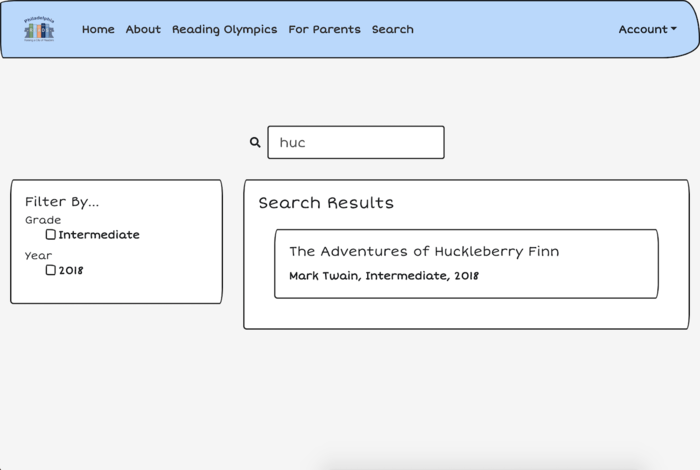 Philadelphia
Home About Reading Olympics For Parents Search Account
huc
Filter By...
Grade
Intermediate
Year
2018
Search Results
The Adventures of Huckleberry Finn
Mark Twain, Intermediate, 2018